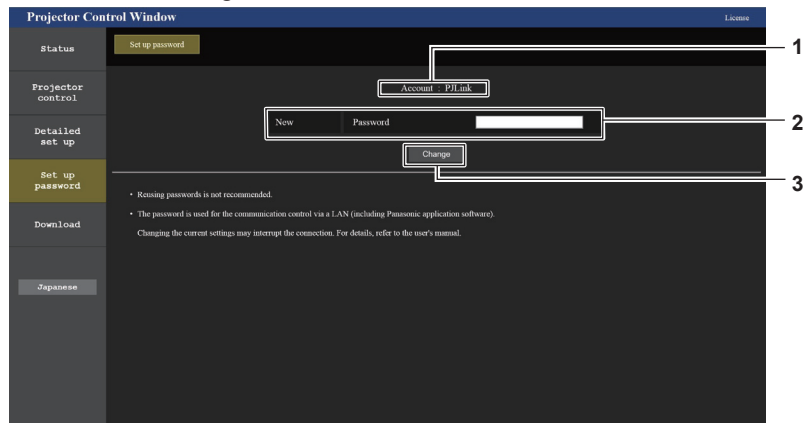 Projector Control Window
License
Status
Set up password
1
Projector
control
Account : PJLink
New Password
2
Detailed
set up
Change
Set up
password
3
• Reusing passwords is not recommended.
• The password is used for the communication control via a LAN (including Panasonic application software).
Changing the current settings may interrupt the connection. For details, refer to the user's manual.
Download
Japanese